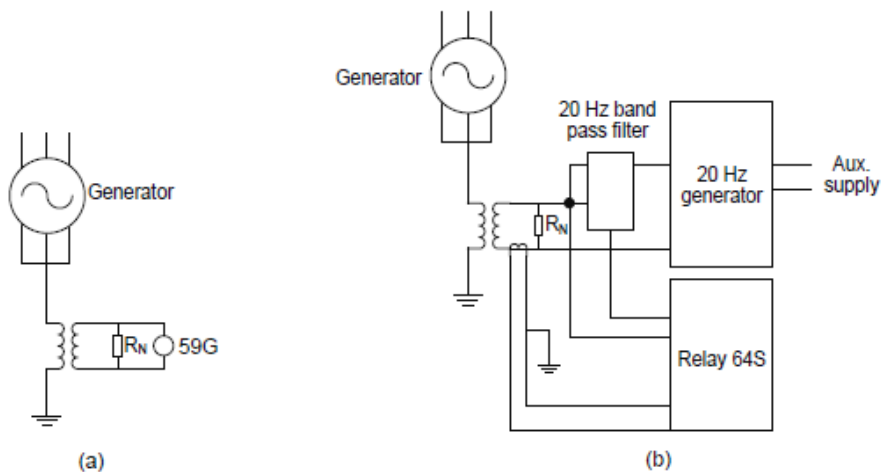 Generator
R_N
59G
(a)
Generator
20 Hz band
pass filter
20 Hz
generator
Aux.
supply
R_N
Relay 64S
(b)